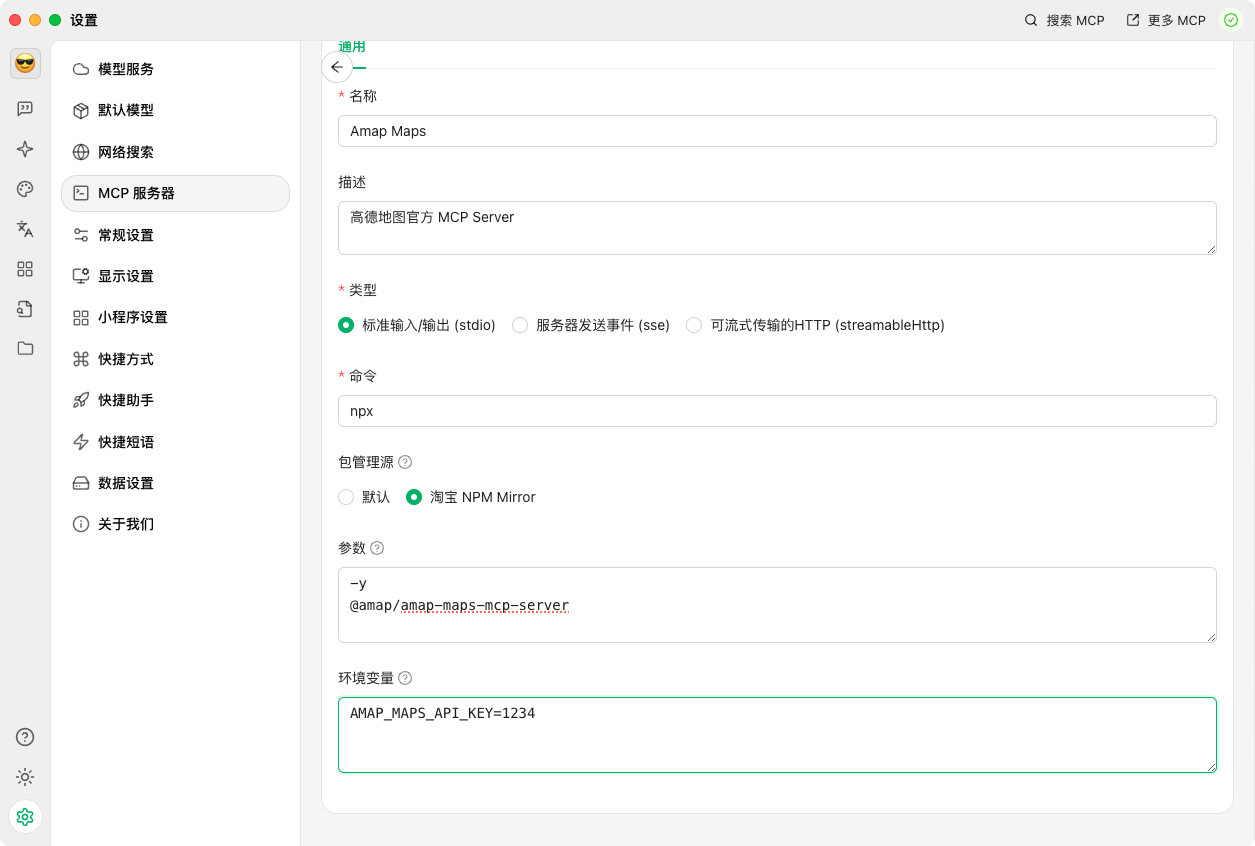 设置
搜索 MCP
更多 MCP
模型服务
默认模型
网络搜索
MCP 服务器
常规设置
显示设置
小程序设置
快捷方式
快捷助手
快捷短语
数据设置
关于我们
通用
* 名称
Amap Maps
描述
高德地图官方 MCP Server
* 类型
标准输入/输出 (stdio) 服务器发送事件 (sse) 可流式传输的HTTP (streamableHttp)
* 命令
npx
包管理源
默认 淘宝 NPM Mirror
参数
-y
@amap/amap-maps-mcp-server
环境变量
AMAP_MAPS_API_KEY=1234